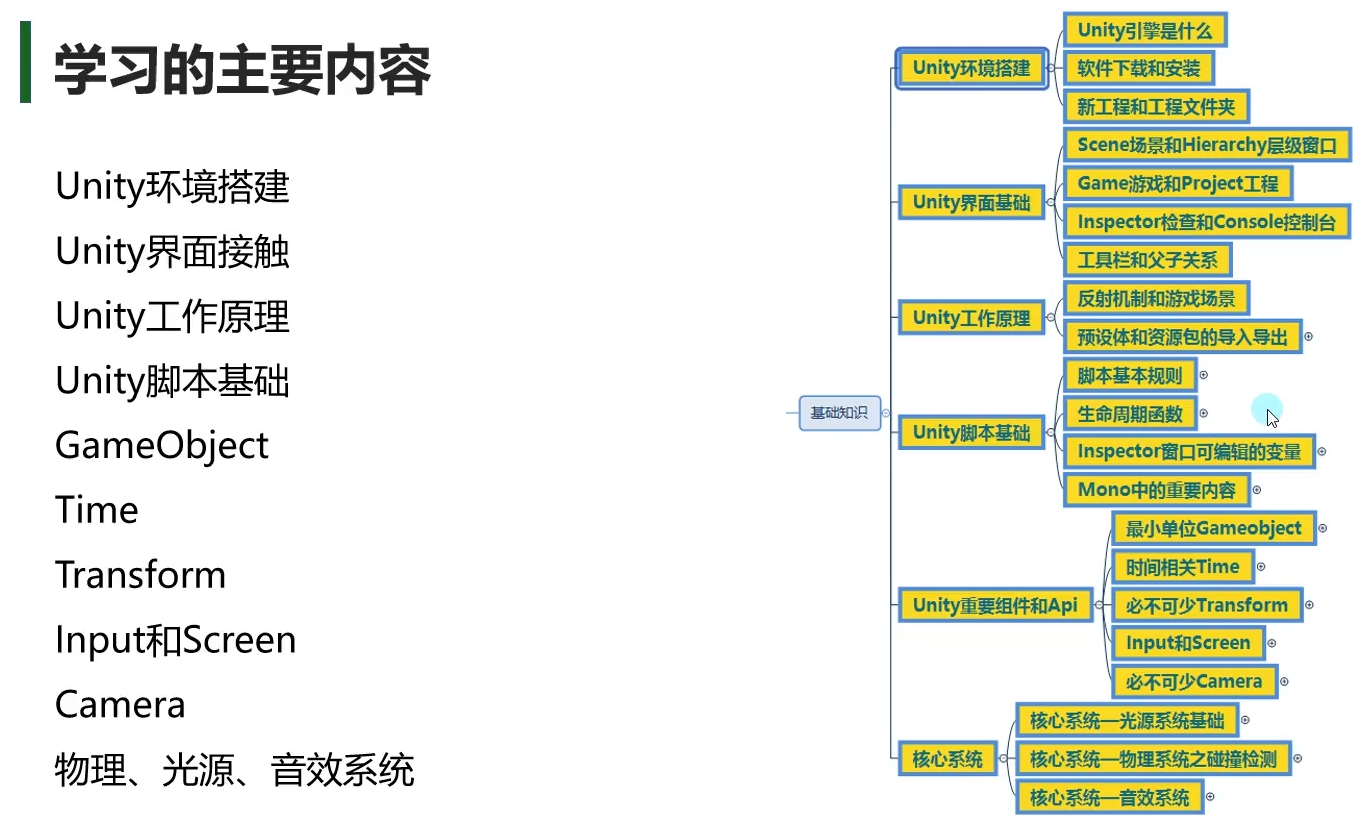 学习的主要内容
Unity环境搭建
Unity界面接触
Unity工作原理
Unity脚本基础
GameObject
Time
Transform
Input和Screen
Camera
物理、光源、音效系统
基础知识
Unity环境搭建
Unity引擎是什么
软件下载和安装
新工程和工程文件夹
Unity界面基础
Scene场景和Hierarchy层级窗口
Game游戏和Project工程
Inspector检查和Console控制台
工具栏和父子关系
Unity工作原理
反射机制和游戏场景
预设体和资源包的导入导出
Unity脚本基础
脚本基本规则
生命周期函数
Inspector窗口可编辑的变量
Mono中的重要内容
Unity重要组件和Api
最小单位Gameobject
时间相关Time
必不可少Transform
Input和Screen
必不可少Camera
核心系统
核心系统—光源系统基础
核心系统—物理系统之碰撞检测
核心系统—音效系统